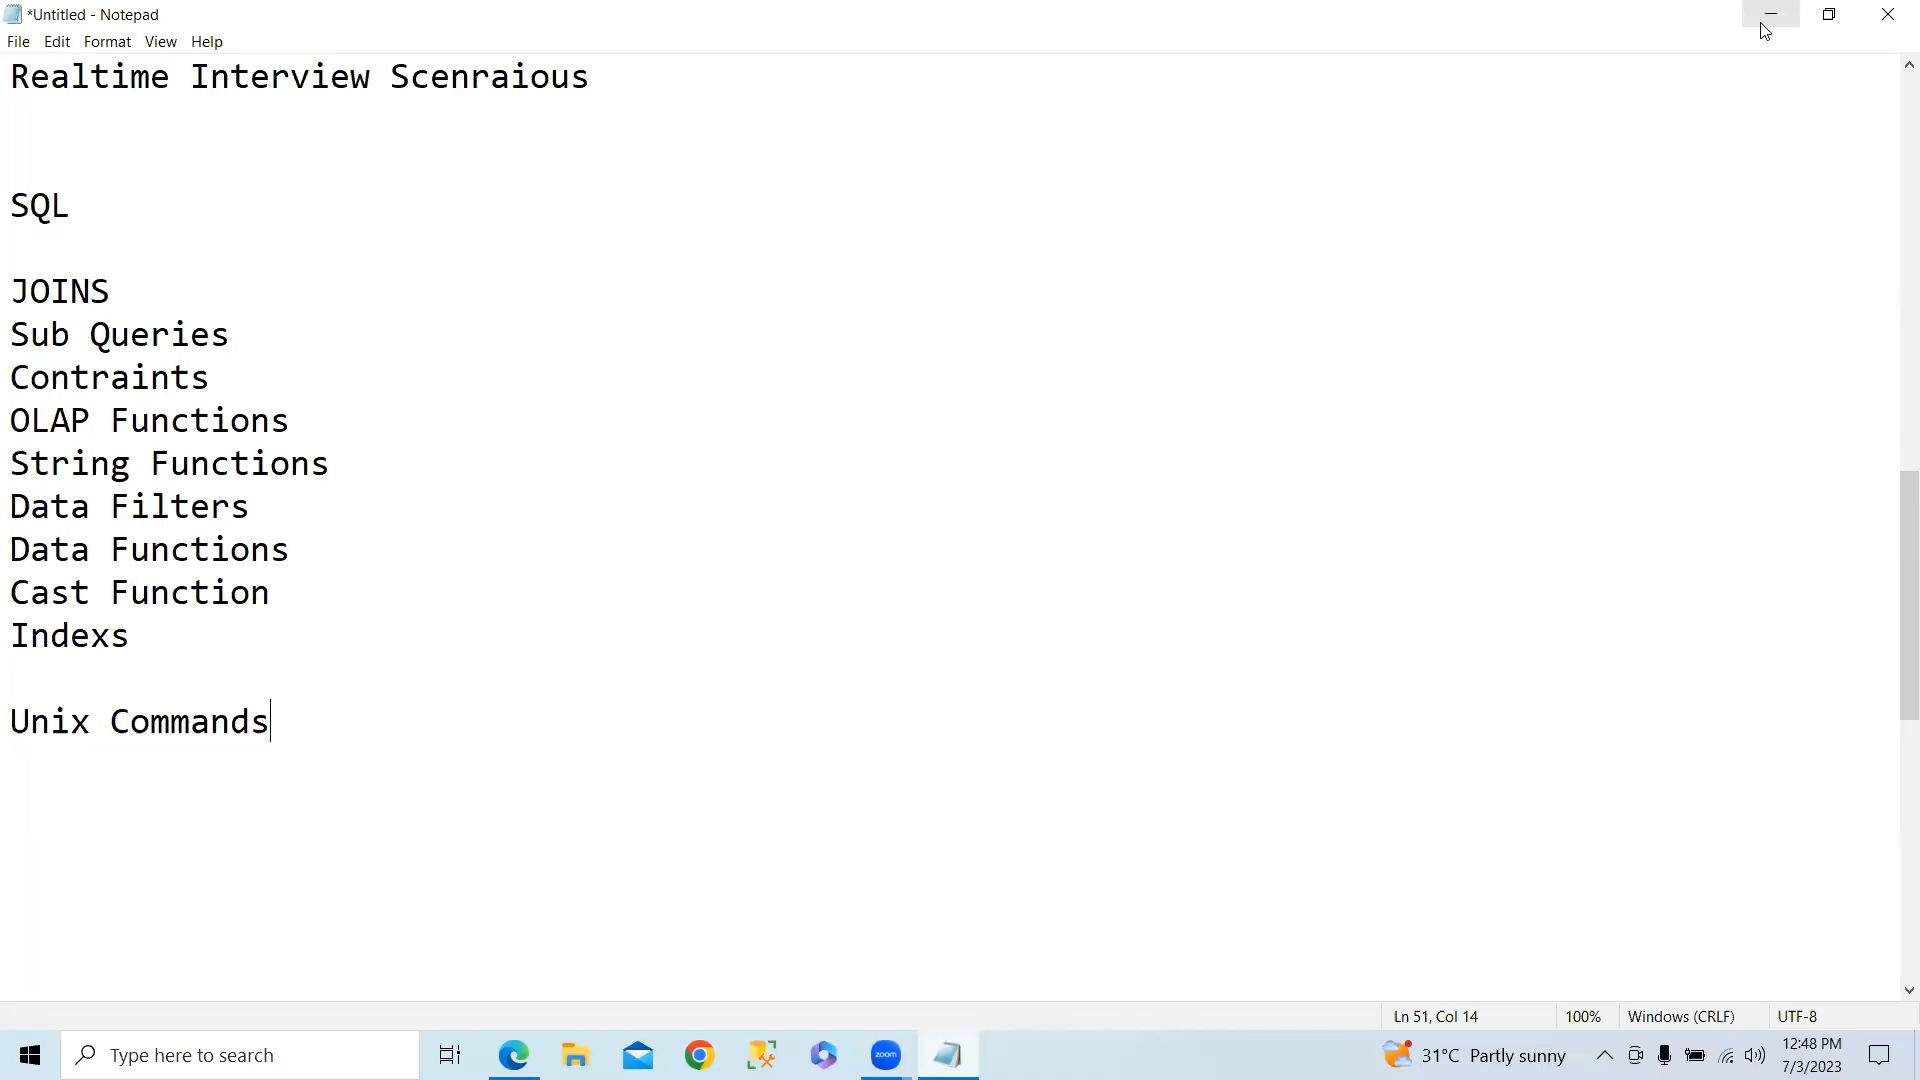 *Untitled - Notepad
File Edit Format View Help
Realtime Interview Scenraious
SQL
JOINS
Sub Queries
Contraints
OLAP Functions
String Functions
Data Filters
Data Functions
Cast Function
Indexs
Unix Commands
Ln 51, Col 14 100% Windows (CRLF) UTF-8
Type here to search zoom 31°C Partly sunny 12:48 PM
7/3/2023